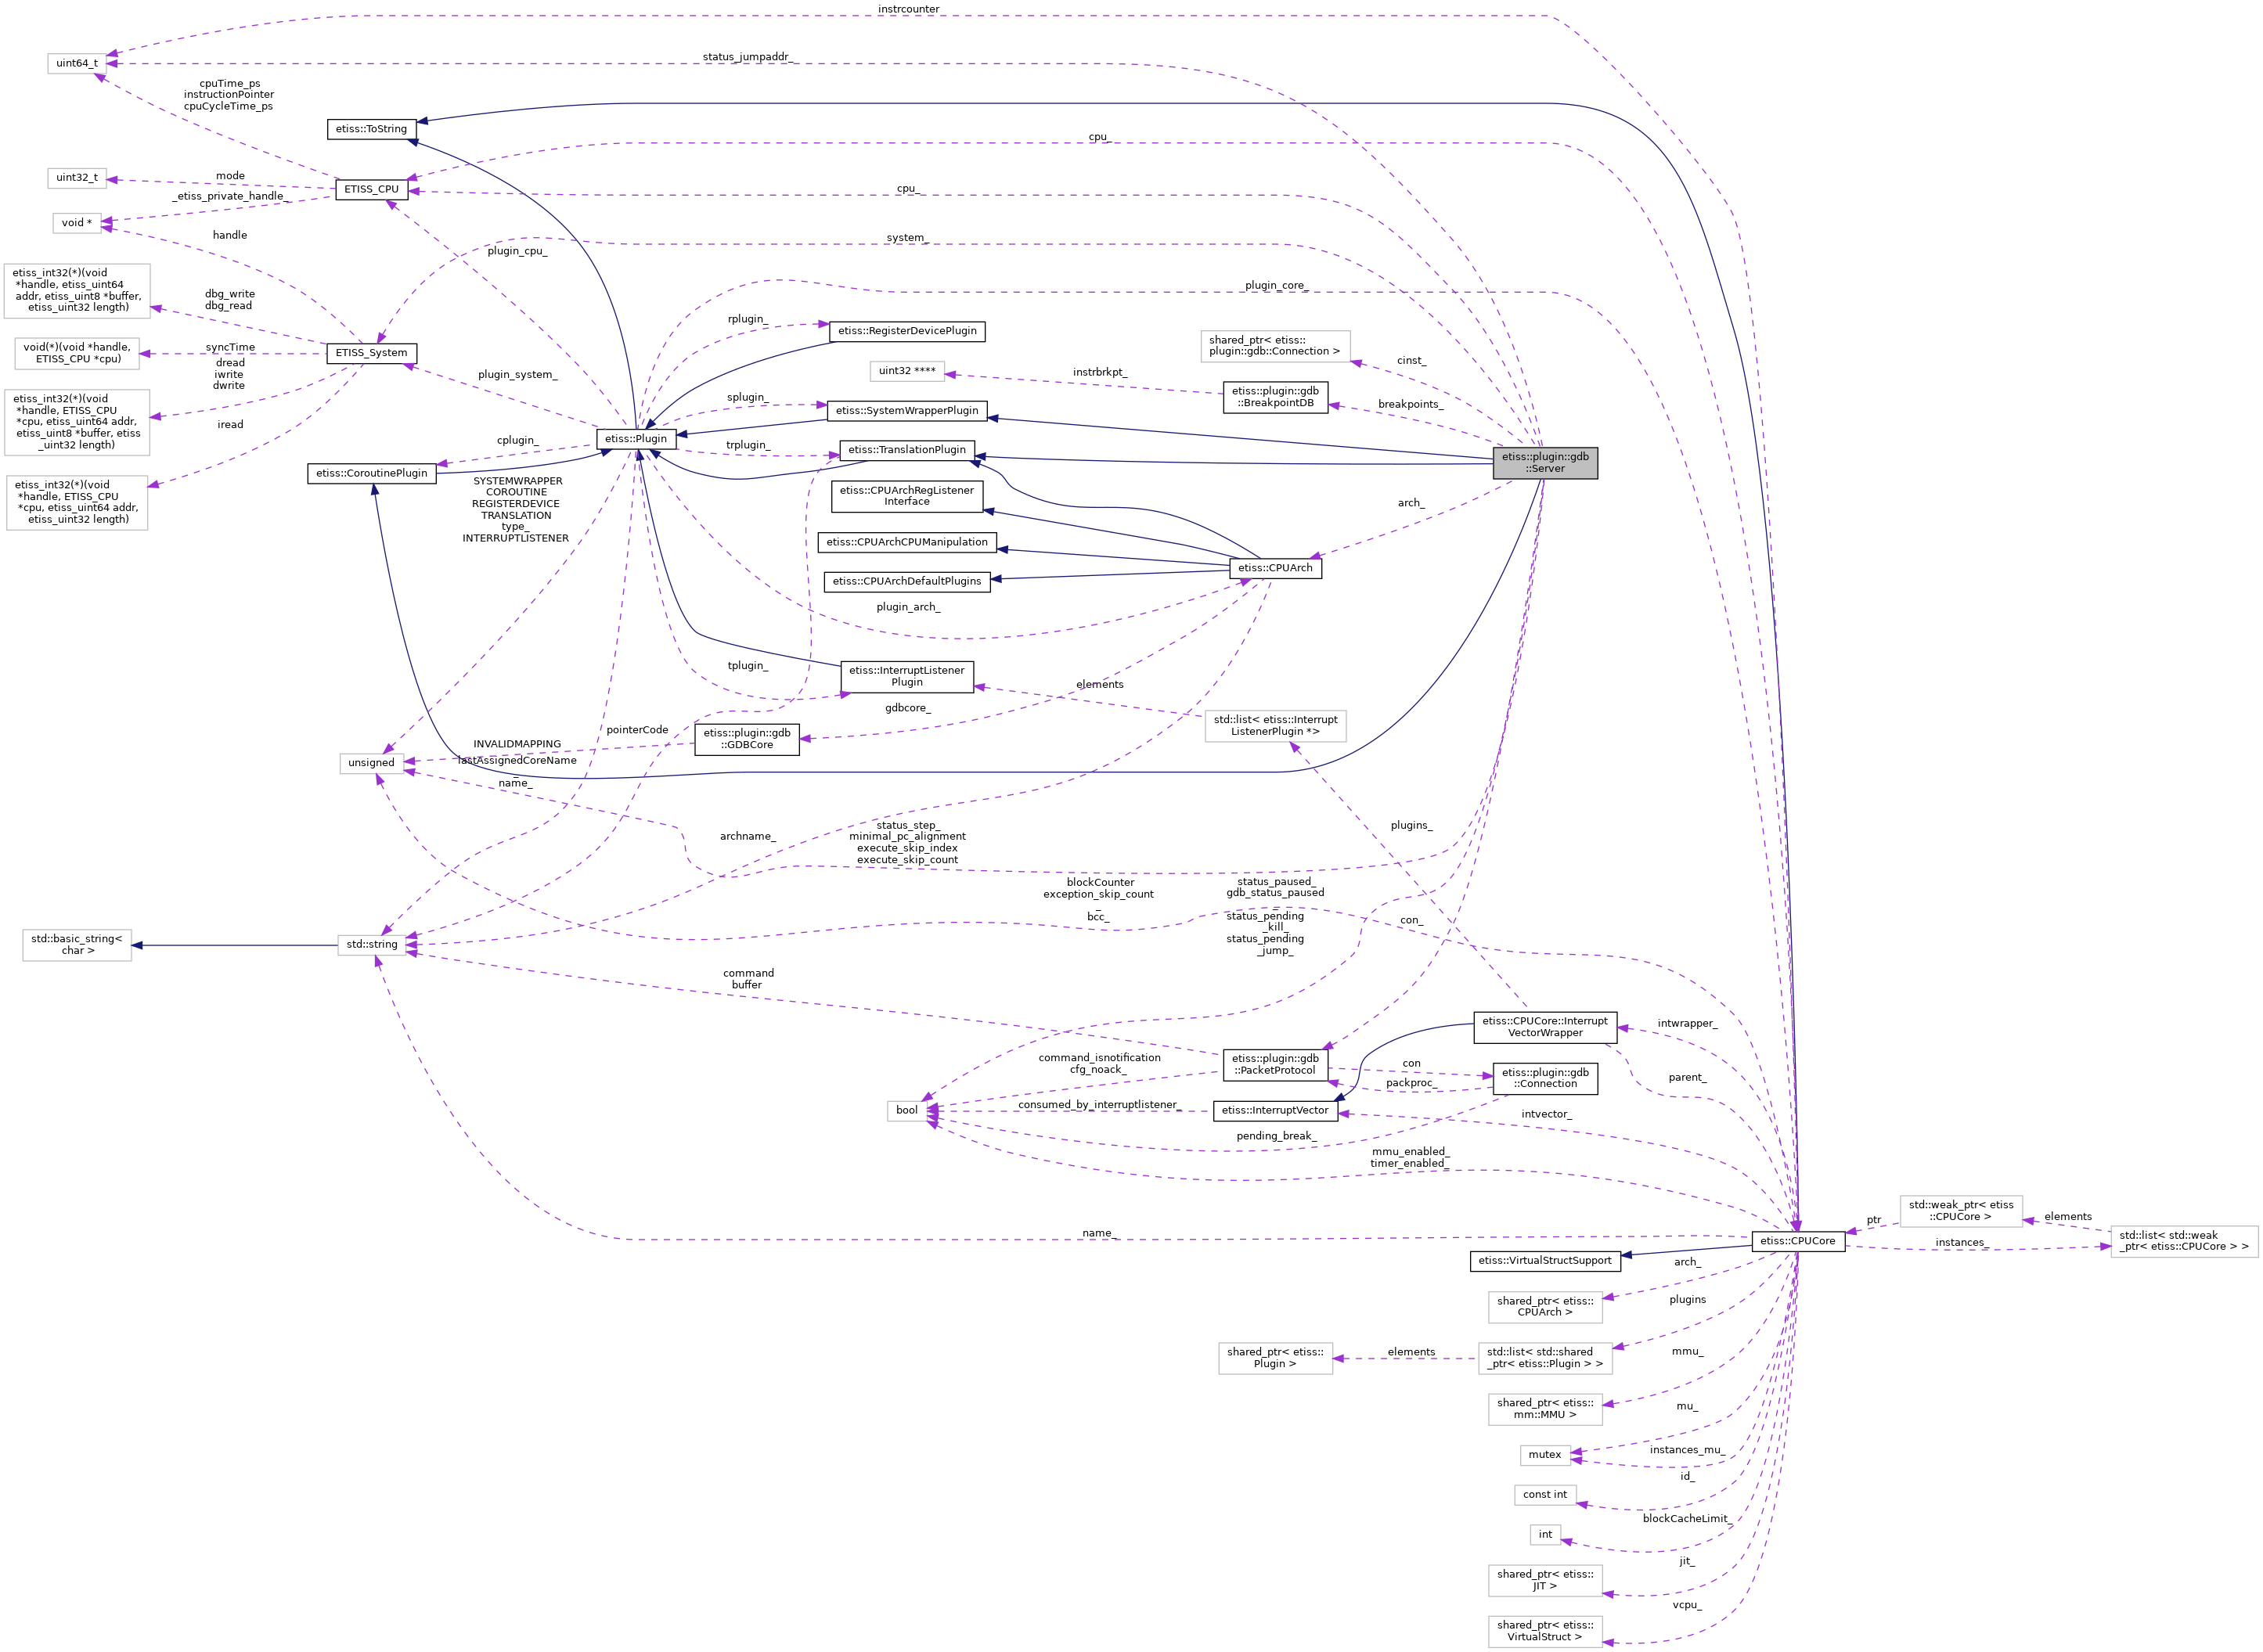 instrcounter
status_jumpaddr_
uint64_t
cpuTime_ps
instructionPointer
cpuCycleTime_ps
etiss::ToString
cpu_
uint32_t
mode
ETISS_CPU
cpu_
_etiss_private_handle_
void *
handle
system_
plugin_cpu_
etiss_int32(*)(void
*handle, etiss_uint64
addr, etiss_uint8 *buffer,
etiss_uint32 length)
dbg_write
dbg_read
plugin_core_
rplugin_
etiss::RegisterDevicePlugin
shared_ptr< etiss::
plugin::gdb::Connection >
void(*)(void *handle,
ETISS_CPU *cpu)
syncTime
ETISS_System
cinst_
dread
iwrite
dwrite
plugin_system_
uint32 ****
instrbrkpt_
etiss::plugin::gdb
::BreakpointDB
breakpoints_
etiss_int32(*)(void
*handle, ETISS_CPU
*cpu, etiss_uint64 addr,
etiss_uint8 *buffer, etiss
_uint32 length)
iread
splugin_
etiss::SystemWrapperPlugin
cplugin_
etiss::Plugin
trplugin_
etiss::TranslationPlugin
etiss::plugin::gdb
::Server
etiss::CoroutinePlugin
etiss_int32(*)(void
*handle, ETISS_CPU
*cpu, etiss_uint64 addr,
etiss_uint32 length)
SYSTEMWRAPPER
COROUTINE
REGISTERDEVICE
TRANSLATION
type_
INTERRUPTLISTENER
etiss::CPUArchRegListener
Interface
arch_
etiss::CPUArchCPUManipulation
etiss::CPUArch
etiss::CPUArchDefaultPlugins
plugin_arch_
tplugin_
etiss::InterruptListener
Plugin
elements
gdbcore_
std::list< etiss::Interrupt
ListenerPlugin *>
pointerCode
etiss::plugin::gdb
::GDBCore
INVALIDMAPPING
unsigned
lastAssignedCoreName
_
name_
archname_
status_step_
minimal_pc_alignment
execute_skip_index
execute_skip_count
plugins_
blockCounter
exception_skip_count
_
bcc_
status_paused_
gdb_status_paused
_
status_pending
_kill_
status_pending
_jump_
con_
std::basic_string<
char >
std::string
command
buffer
etiss::CPUCore::Interrupt
VectorWrapper
intwrapper_
command_isnotification
cfg_noack_
etiss::plugin::gdb
::PacketProtocol
con
packproc_
etiss::plugin::gdb
::Connection
parent_
bool
consumed_by_interruptlistener_
etiss::InterruptVector
intvector_
pending_break_
mmu_enabled_
timer_enabled_
name_
etiss::CPUCore
ptr
std::weak_ptr< etiss
::CPUCore >
elements
instances_
std::list< std::weak
_ptr< etiss::CPUCore > >
etiss::VirtualStructSupport
arch_
shared_ptr< etiss::
CPUArch >
plugins
shared_ptr< etiss::
Plugin >
elements
std::list< std::shared
_ptr< etiss::Plugin > >
mmu_
shared_ptr< etiss::
mm::MMU >
mu_
mutex
instances_mu_
id_
const int
blockCacheLimit_
int
jit_
shared_ptr< etiss::
JIT >
vcpu_
shared_ptr< etiss::
VirtualStruct >